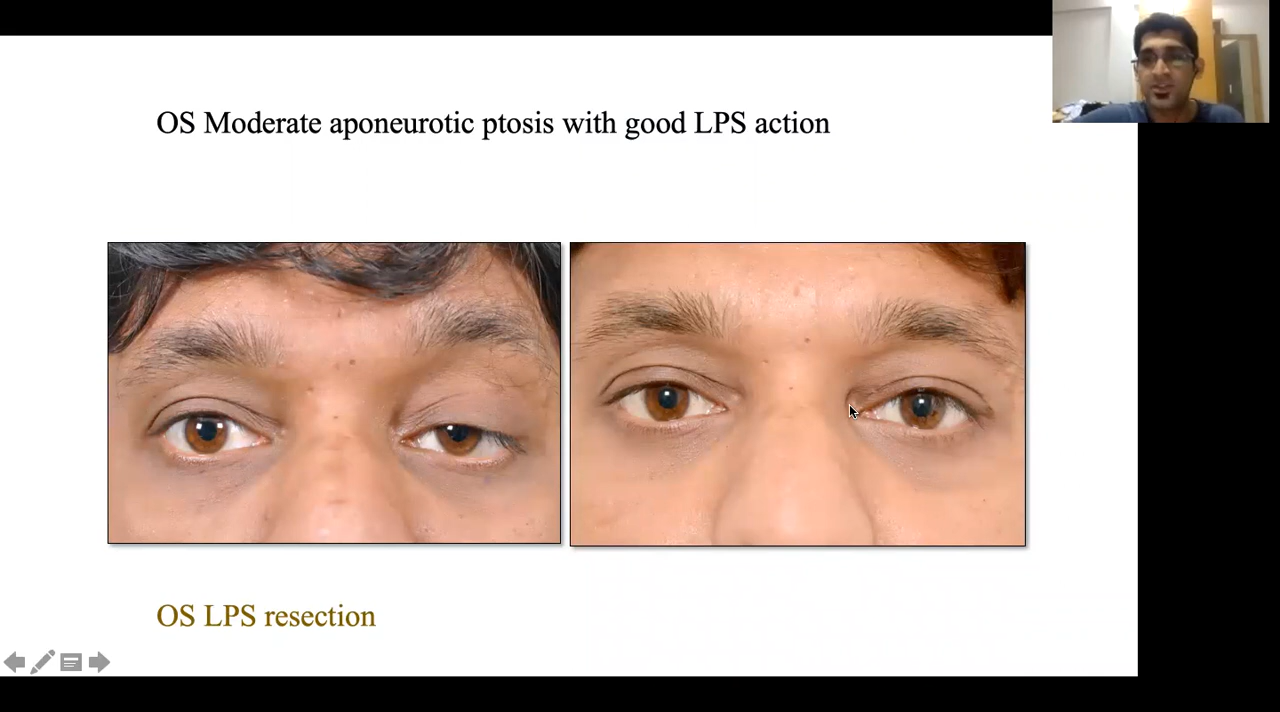 OS Moderate aponeurotic ptosis with good LPS action
OS LPS resection